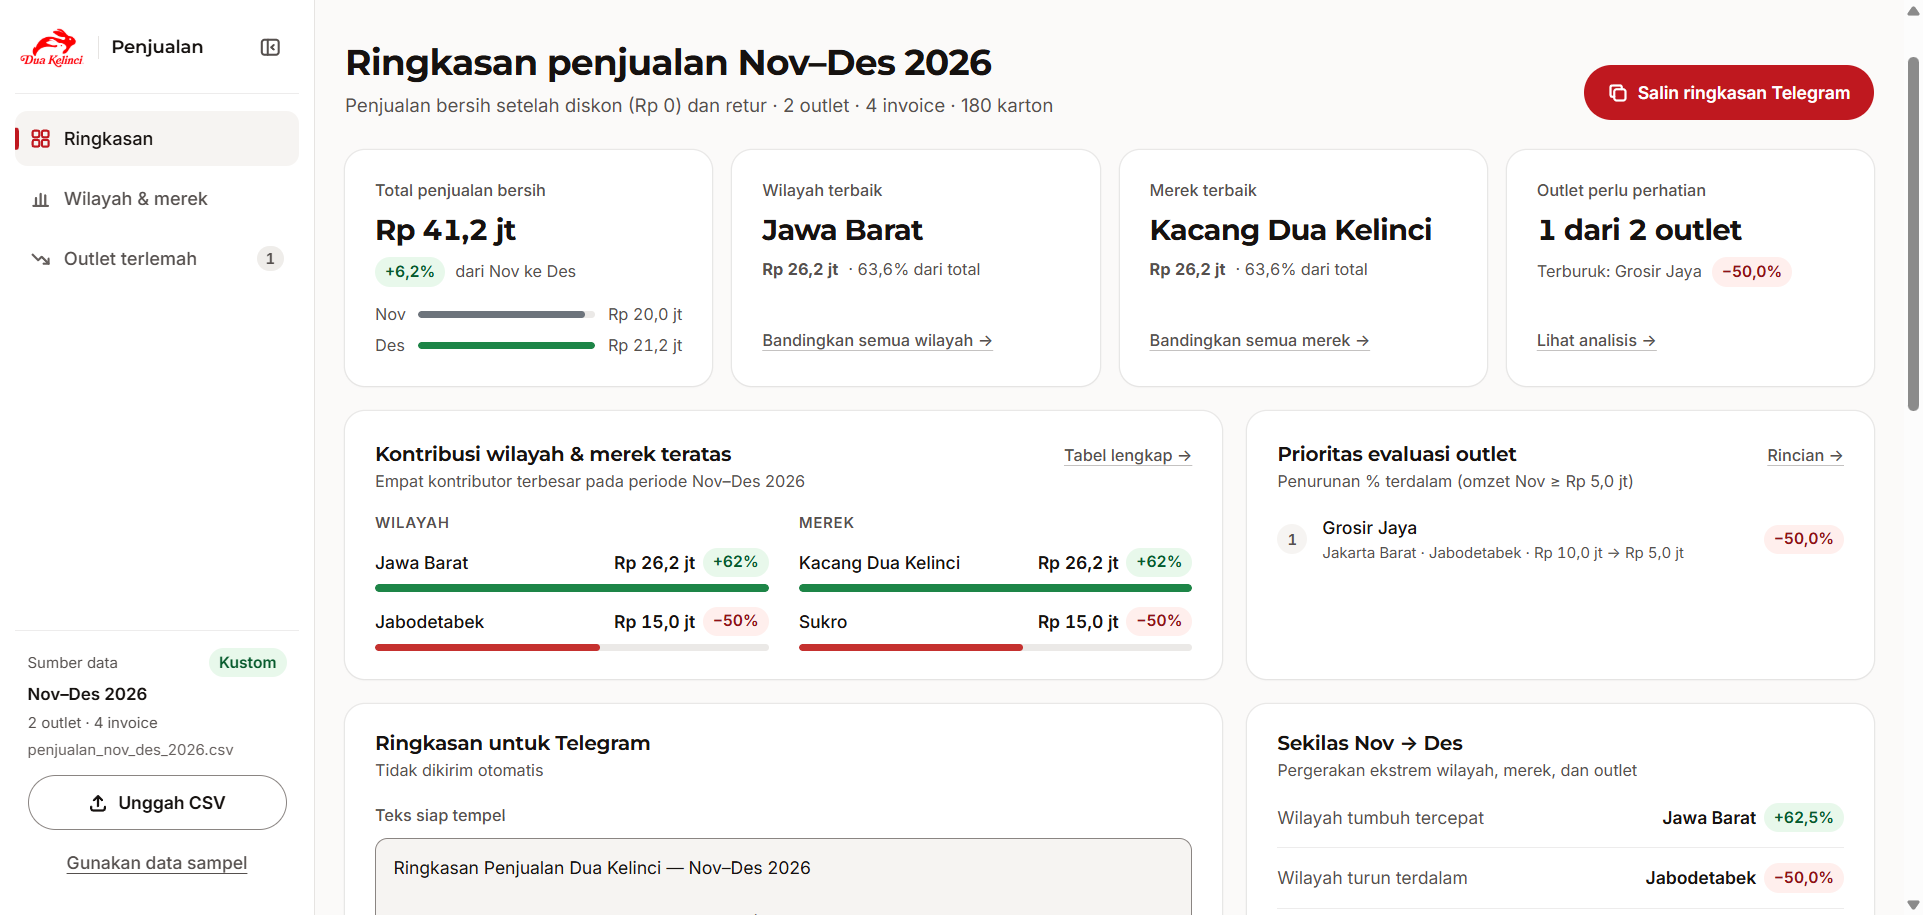 Dua Kelinci
Penjualan
Ringkasan
Wilayah & merek
Outlet terlemah 1
Sumber data Kustom
Nov–Des 2026
2 outlet · 4 invoice
penjualan_nov_des_2026.csv
Unggah CSV
Gunakan data sampel
Ringkasan penjualan Nov–Des 2026
Penjualan bersih setelah diskon (Rp 0) dan retur · 2 outlet · 4 invoice · 180 karton
Salin ringkasan Telegram
Total penjualan bersih
Rp 41,2 jt
+6,2% dari Nov ke Des
Nov Rp 20,0 jt
Des Rp 21,2 jt
Wilayah terbaik
Jawa Barat
Rp 26,2 jt · 63,6% dari total
Bandingkan semua wilayah →
Merek terbaik
Kacang Dua Kelinci
Rp 26,2 jt · 63,6% dari total
Bandingkan semua merek →
Outlet perlu perhatian
1 dari 2 outlet
Terburuk: Grosir Jaya −50,0%
Lihat analisis →
Kontribusi wilayah & merek teratas
Tabel lengkap →
Empat kontributor terbesar pada periode Nov–Des 2026
WILAYAH
Jawa Barat Rp 26,2 jt +62%
Jabodetabek Rp 15,0 jt −50%
MEREK
Kacang Dua Kelinci Rp 26,2 jt +62%
Sukro Rp 15,0 jt −50%
Prioritas evaluasi outlet
Rincian →
Penurunan % terdalam (omzet Nov ≥ Rp 5,0 jt)
1 Grosir Jaya −50,0%
Jakarta Barat · Jabodetabek · Rp 10,0 jt → Rp 5,0 jt
Ringkasan untuk Telegram
Tidak dikirim otomatis
Teks siap tempel
Ringkasan Penjualan Dua Kelinci — Nov–Des 2026
Sekilas Nov → Des
Pergerakan ekstrem wilayah, merek, dan outlet
Wilayah tumbuh tercepat Jawa Barat +62,5%
Wilayah turun terdalam Jabodetabek −50,0%